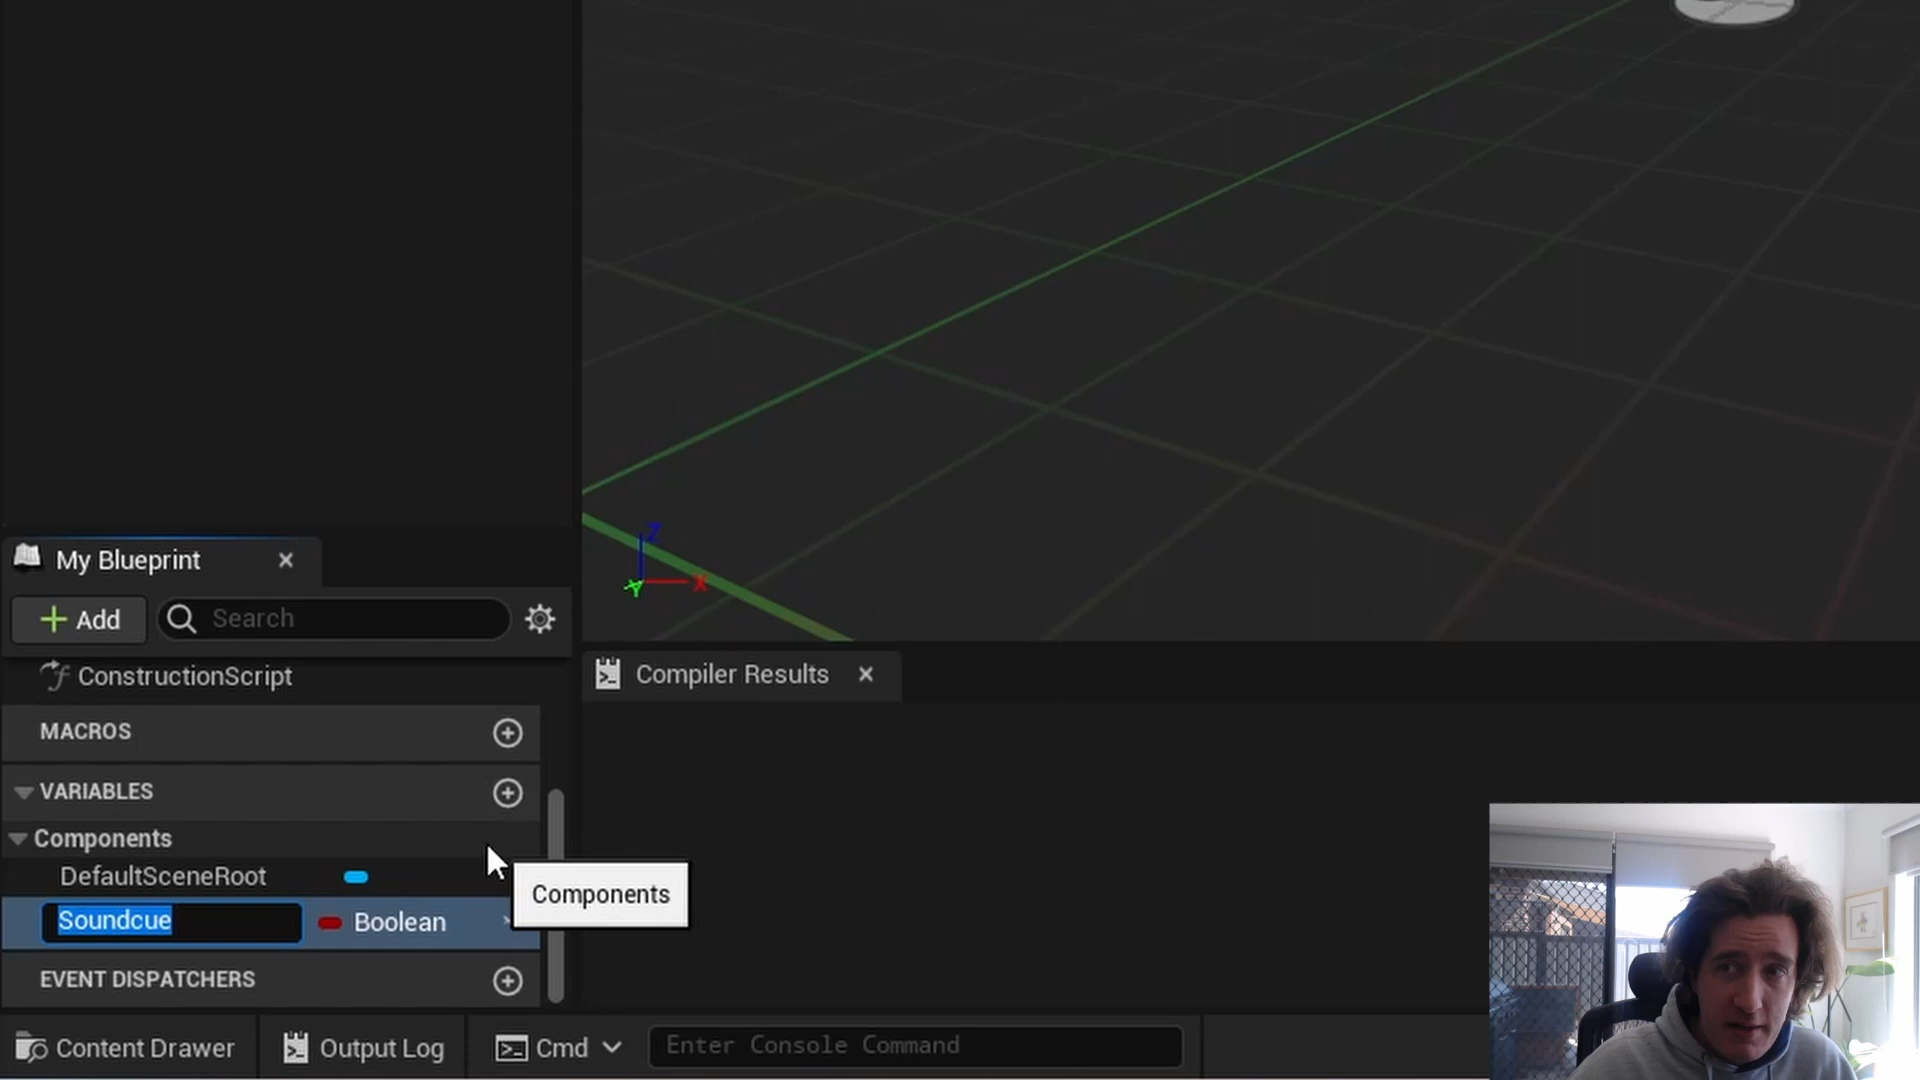 My Blueprint
Add
Search
ConstructionScript
MACROS
VARIABLES
Components
DefaultSceneRoot
Components
Soundcue
Boolean
EVENT DISPATCHERS
Z
Y
X
Compiler Results
Content Drawer
Output Log
Cmd
Enter Console Command